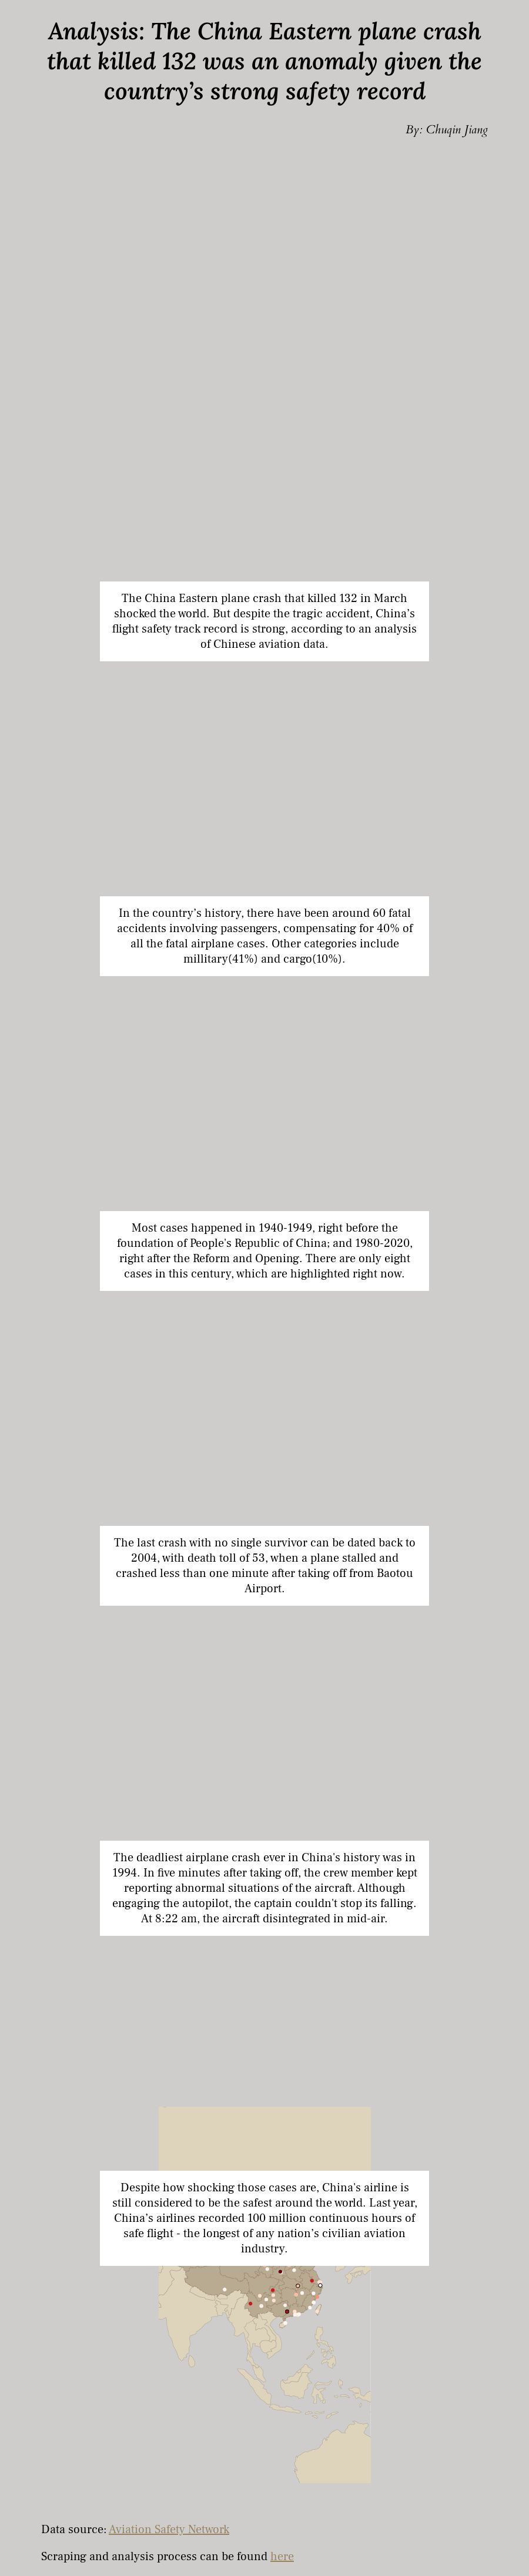 Analysis: The China Eastern plane crash
that killed 132 was an anomaly given the
country’s strong safety record
By: Chuqin Jiang
The China Eastern plane crash that killed 132 in March
shocked the world. But despite the tragic accident, China’s
flight safety track record is strong, according to an analysis
of Chinese aviation data.
In the country’s history, there have been around 60 fatal
accidents involving passengers, compensating for 40% of
all the fatal airplane cases. Other categories include
millitary(41%) and cargo(10%).
Most cases happened in 1940-1949, right before the
foundation of People's Republic of China; and 1980-2020,
right after the Reform and Opening. There are only eight
cases in this century, which are highlighted right now.
The last crash with no single survivor can be dated back to
2004, with death toll of 53, when a plane stalled and
crashed less than one minute after taking off from Baotou
Airport.
The deadliest airplane crash ever in China's history was in
1994. In five minutes after taking off, the crew member kept
reporting abnormal situations of the aircraft. Although
engaging the autopilot, the captain couldn't stop its falling.
At 8:22 am, the aircraft disintegrated in mid-air.
Despite how shocking those cases are, China's airline is
still considered to be the safest around the world. Last year,
China’s airlines recorded 100 million continuous hours of
safe flight - the longest of any nation’s civilian aviation
industry.
Data source: Aviation Safety Network
Scraping and analysis process can be found here